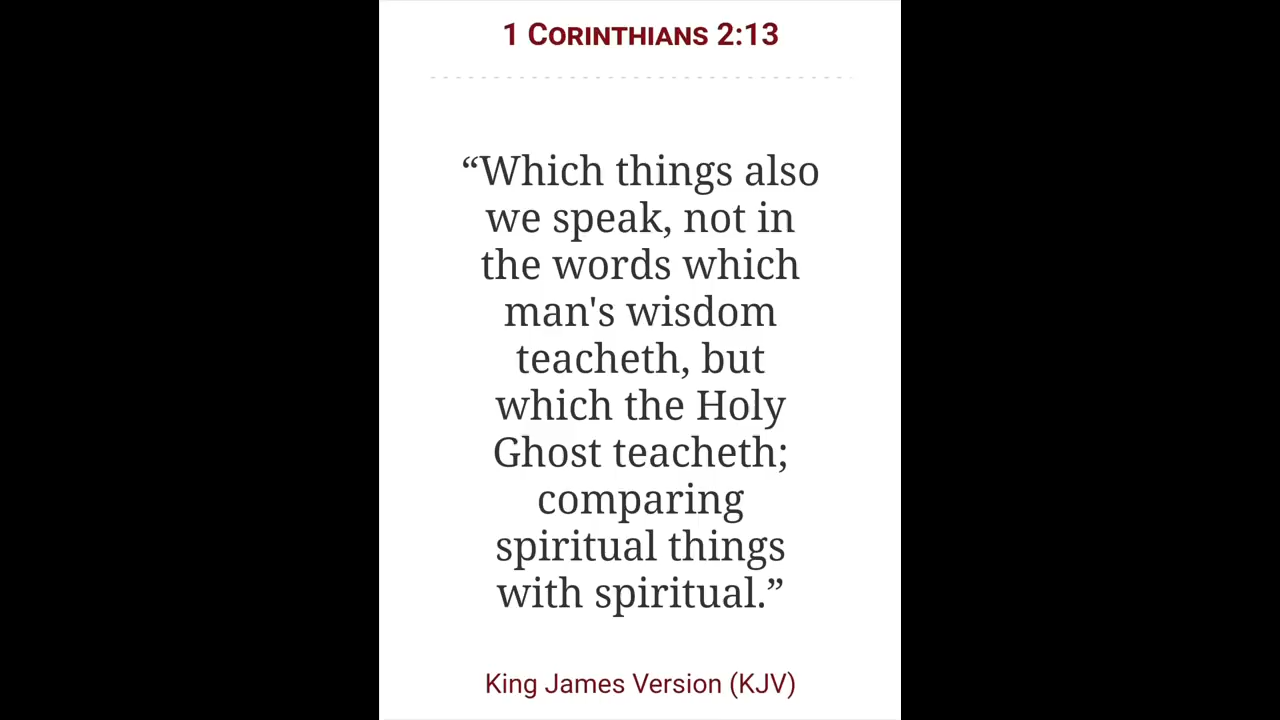 1 CORINTHIANS 2:13
“Which things also
we speak, not in
the words which
man's wisdom
teacheth, but
which the Holy
Ghost teacheth;
comparing
spiritual things
with spiritual.”
King James Version (KJV)